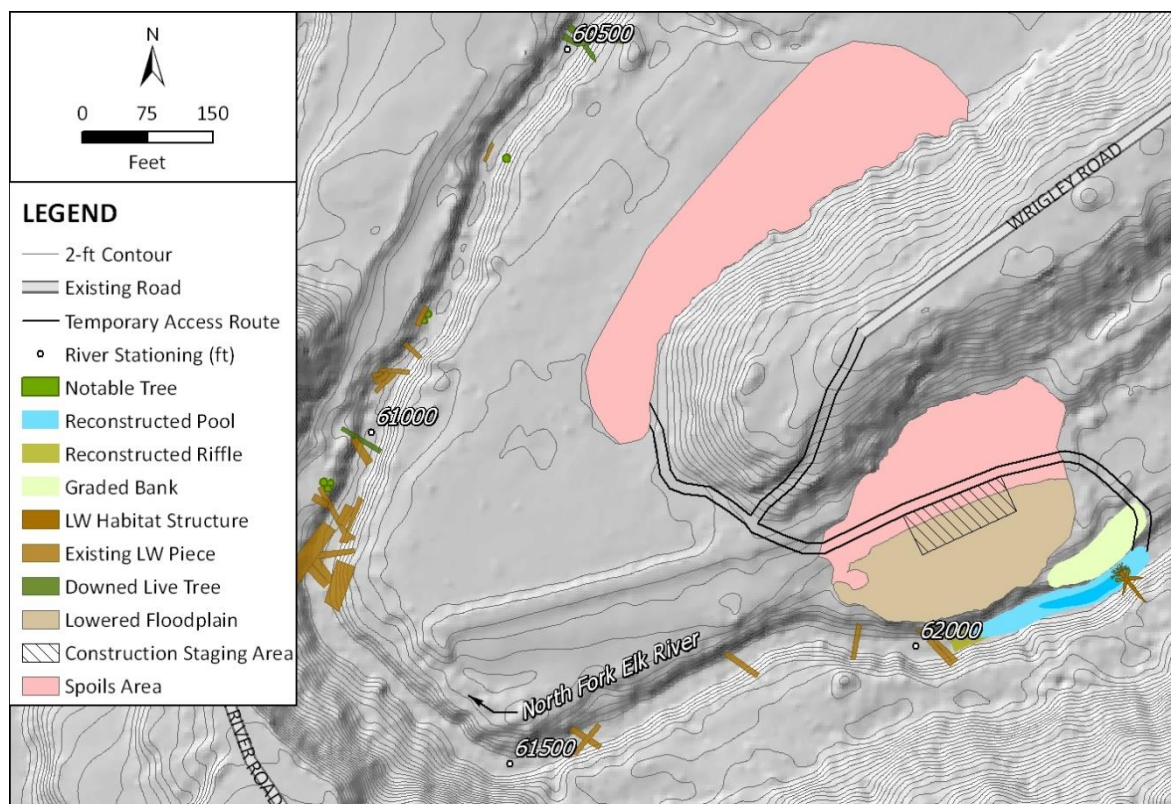 N
0 75 150
Feet
LEGEND
2-ft Contour
Existing Road
Temporary Access Route
River Stationing (ft)
Notable Tree
Reconstructed Pool
Reconstructed Riffle
Graded Bank
LW Habitat Structure
Existing LW Piece
Downed Live Tree
Lowered Floodplain
Construction Staging Area
Spoils Area
60500
WRIGLEY ROAD
61000
62000
North Fork Elk River
61500
RIVER ROAD